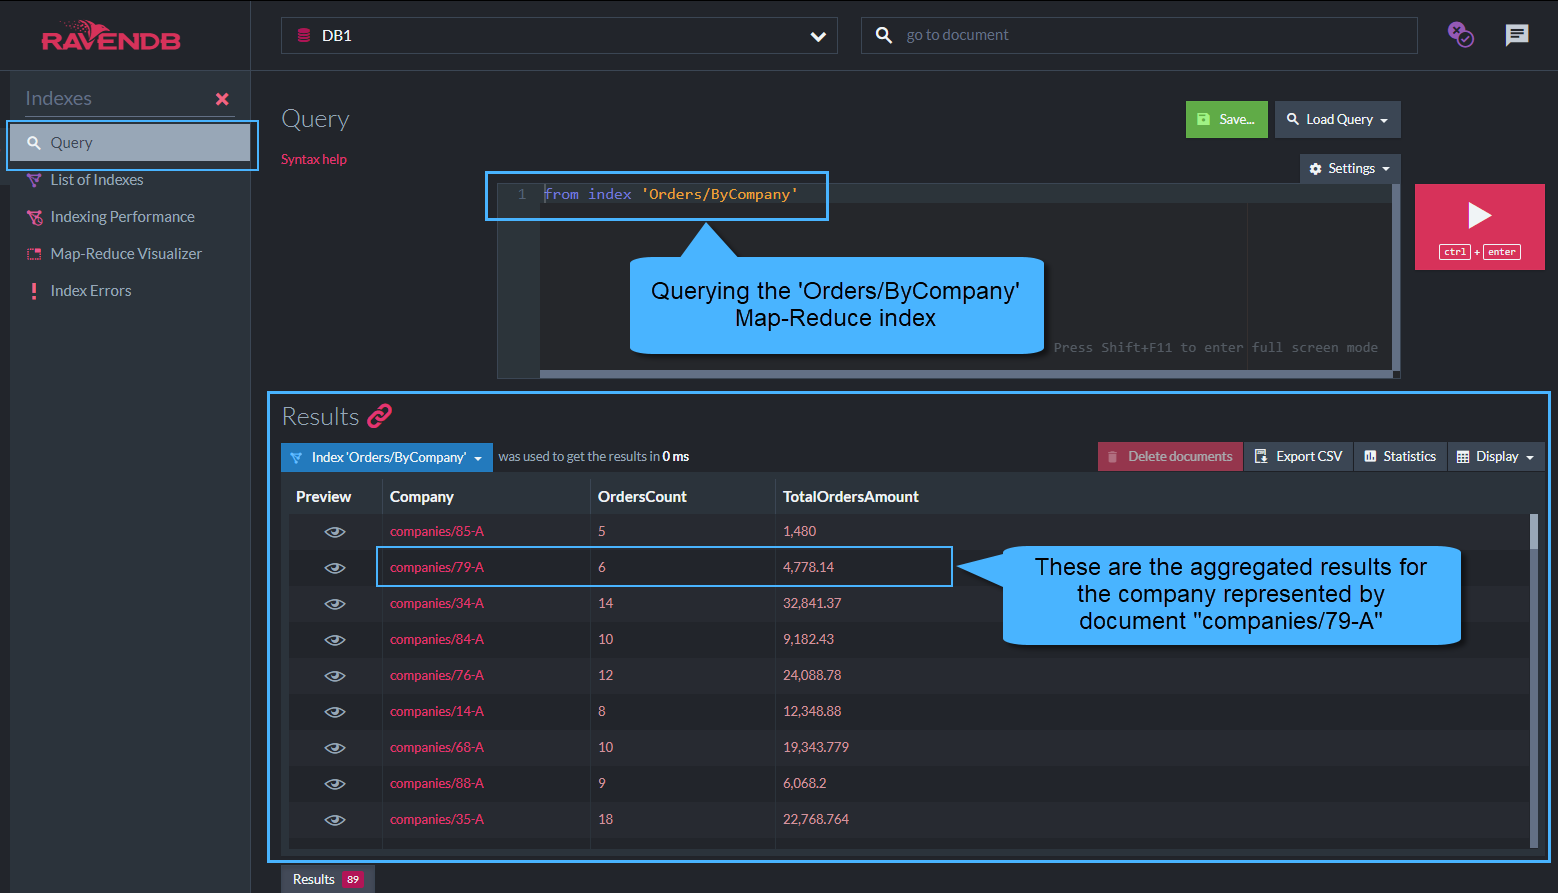 RAVENDB
DB1
go to document
Indexes
Query
List of Indexes
Indexing Performance
Map-Reduce Visualizer
Index Errors
Query
Save...
Load Query
Syntax help
Settings
1 from index 'Orders/ByCompany'
ctrl + enter
Querying the 'Orders/ByCompany'
Map-Reduce index
Press Shift+F11 to enter full screen mode
Results
Index 'Orders/ByCompany' was used to get the results in 0 ms
Delete documents
Export CSV
Statistics
Display
Preview Company OrdersCount TotalOrdersAmount
companies/85-A 5 1,480
companies/79-A 6 4,778.14
companies/34-A 14 32,841.37
companies/84-A 10 9,182.43
companies/76-A 12 24,088.78
companies/14-A 8 12,348.88
companies/68-A 10 19,343.779
companies/88-A 9 6,068.2
companies/35-A 18 22,768.764
These are the aggregated results for
the company represented by
document "companies/79-A"
Results 89